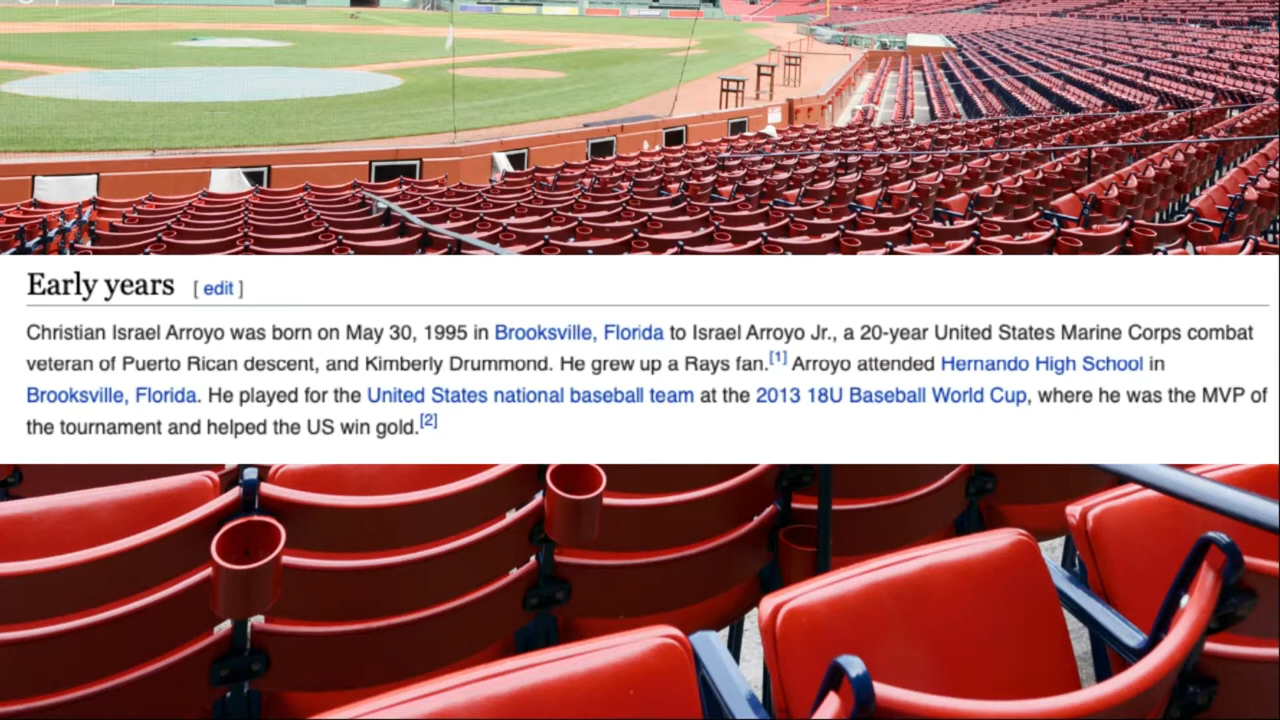 Early years [ edit ]
Christian Israel Arroyo was born on May 30, 1995 in Brooksville, Florida to Israel Arroyo Jr., a 20-year United States Marine Corps combat
veteran of Puerto Rican descent, and Kimberly Drummond. He grew up a Rays fan.[1] Arroyo attended Hernando High School in
Brooksville, Florida. He played for the United States national baseball team at the 2013 18U Baseball World Cup, where he was the MVP of
the tournament and helped the US win gold.[2]